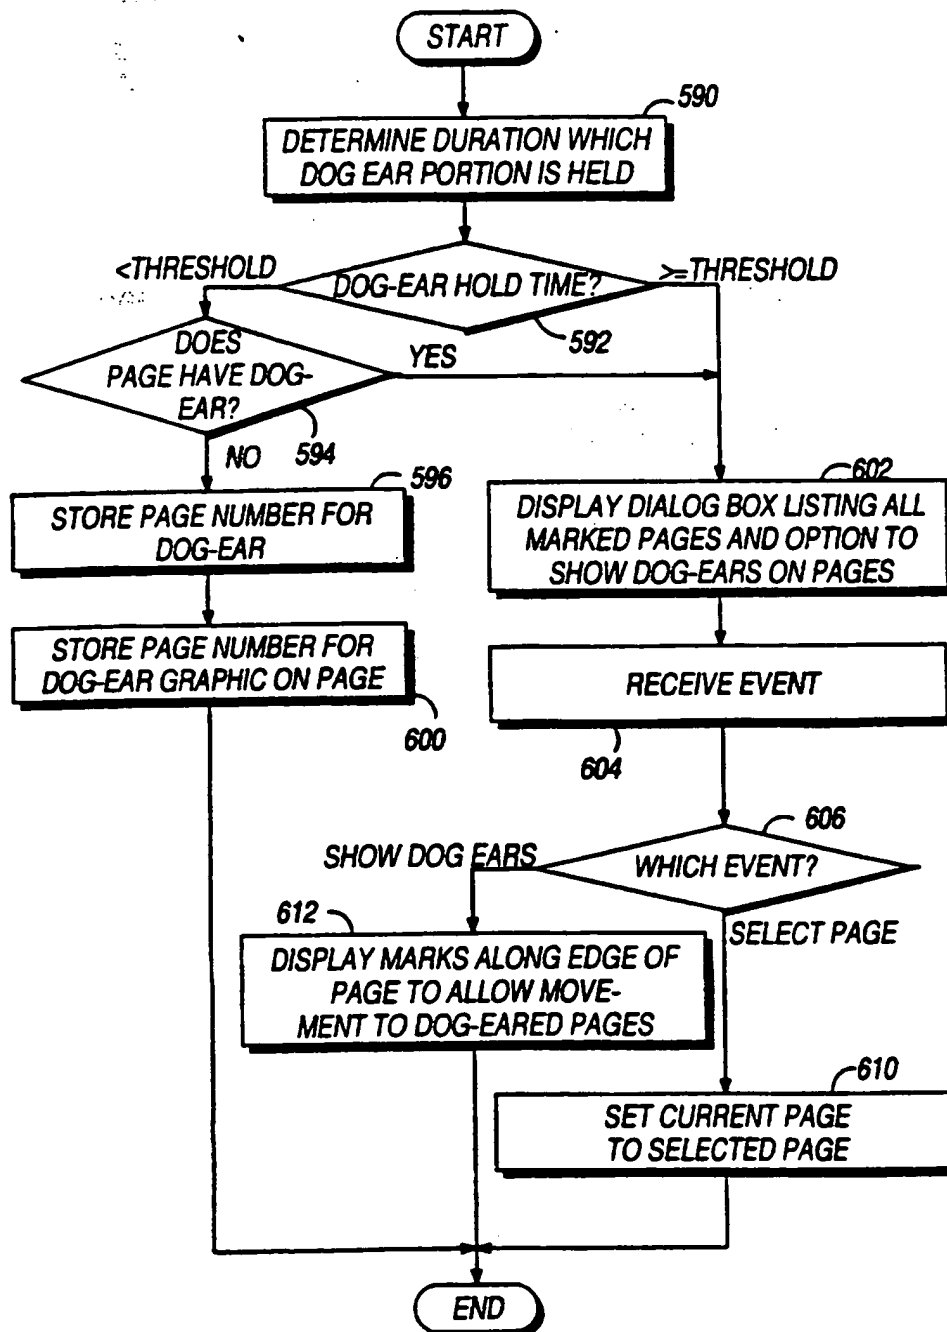 START
590
DETERMINE DURATION WHICH
DOG EAR PORTION IS HELD
<THRESHOLD
DOG-EAR HOLD TIME?
>=THRESHOLD
592
DOES
PAGE HAVE DOG-
EAR?
YES
594
NO
596
STORE PAGE NUMBER FOR
DOG-EAR
602
DISPLAY DIALOG BOX LISTING ALL
MARKED PAGES AND OPTION TO
SHOW DOG-EARS ON PAGES
STORE PAGE NUMBER FOR
DOG-EAR GRAPHIC ON PAGE
600
RECEIVE EVENT
604
606
SHOW DOG EARS
WHICH EVENT?
SELECT PAGE
612
DISPLAY MARKS ALONG EDGE OF
PAGE TO ALLOW MOVE-
MENT TO DOG-EARED PAGES
610
SET CURRENT PAGE
TO SELECTED PAGE
END